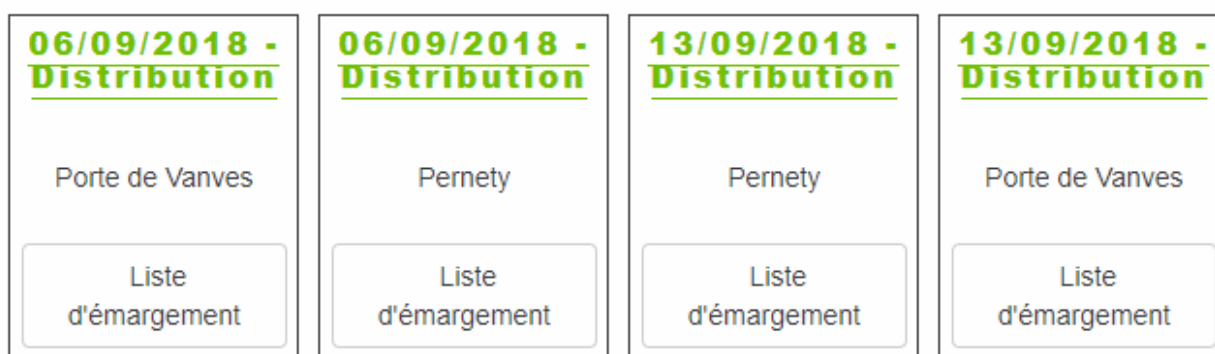 06/09/2018 -
Distribution
Porte de Vanves
Liste
d'émargement
06/09/2018 -
Distribution
Pernety
Liste
d'émargement
13/09/2018 -
Distribution
Pernety
Liste
d'émargement
13/09/2018 -
Distribution
Porte de Vanves
Liste
d'émargement